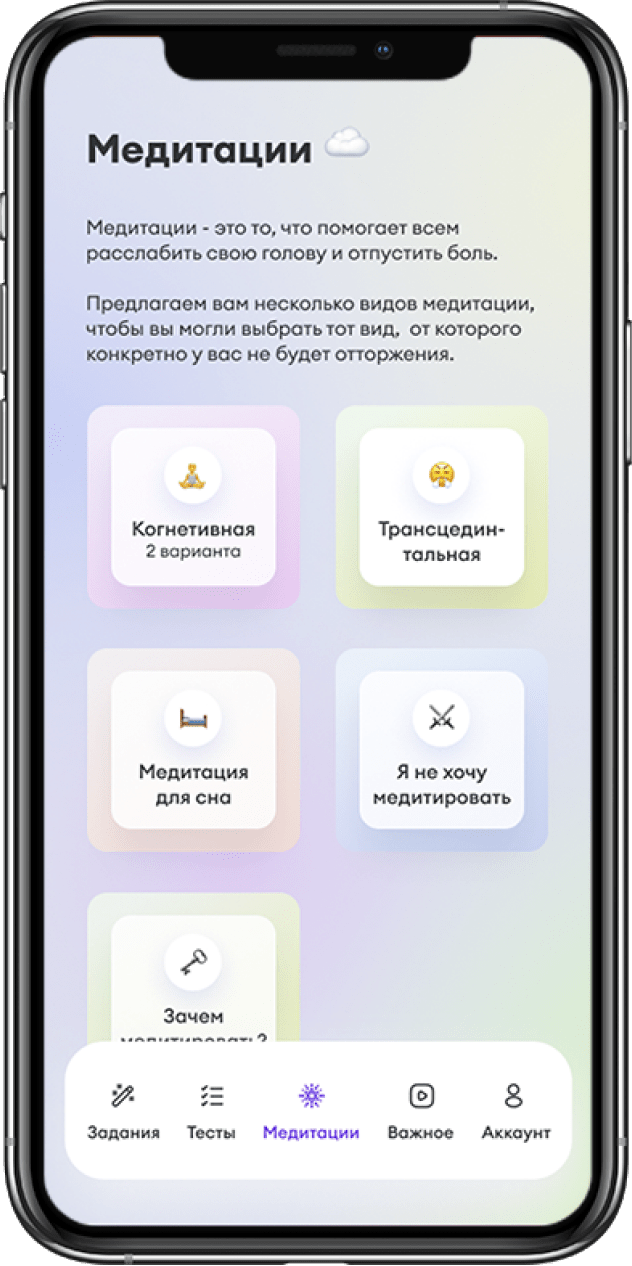 Медитации
Медитации - это то, что помогает всем
расслабить свою голову и отпустить боль.
Предлагаем вам несколько видов медитации,
чтобы вы могли выбрать тот вид, от которого
конкретно у вас не будет отторжения.
Когнетивная
2 варианта
Трансцедин-
тальная
Медитация
для сна
Я не хочу
медитировать
Зачем
медитировать?
Задания
Тесты
Медитации
Важное
Аккаунт